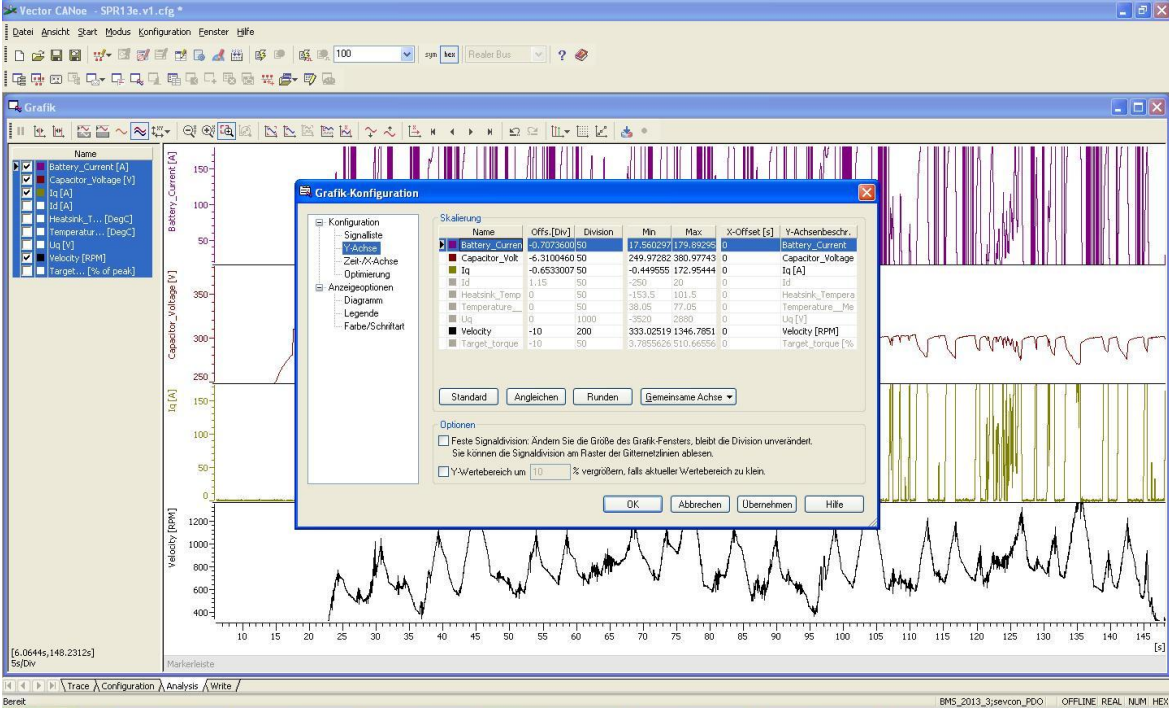 Vector CANoe - SPR13e.v1.cfg *
Datei Ansicht Start Modus Konfiguration Fenster Hilfe
100 sym hex Realer Bus
Grafik
Name
Battery_Current [A]
Capacitor_Voltage [V]
Iq [A]
Id [A]
Heatsink_T... [DegC]
Temperatur... [DegC]
Uq [V]
Velocity [RPM]
Target... [% of peak]
[6.0644s,148.2312s]
5s/Div
Battery_Current [A]
150
100
50
Capacitor_Voltage [V]
350
300
250
Iq [A]
150
100
50
0
Velocity [RPM]
1200
1000
800
600
400
10 15 20 25 30 35 40 45 50 55 60 65 70 75 80 85 90 95 100 105 110 115 120 125 130 135 140 145
[s]
Markerleiste
Grafik-Konfiguration
Konfiguration
Signalliste
Y-Achse
Zeit-/X-Achse
Optimierung
Anzeigeoptionen
Diagramm
Legende
Farbe/Schriftart
Skalierung
Name Offs.[Div] Division Min Max X-Offset [s] Y-Achsenbeschr.
Battery_Curren -0.7073600 50 17.560297 179.89295 0 Battery_Current
Capacitor_Volt -6.3100460 50 249.97282 380.97743 0 Capacitor_Voltage
Iq -0.6533007 50 -0.449555 172.95444 0 Iq [A]
Id 1.15 50 -250 20 0 Id
Heatsink_Temp 0 50 -153.5 101.5 0 Heatsink_Tempera
Temperature__ 0 50 38.05 77.05 0 Temperature__Me
Uq 0 1000 -3520 2880 0 Uq [V]
Velocity -10 200 333.02519 1346.7851 0 Velocity [RPM]
Target_torque -10 50 3.7855626 510.66556 0 Target_torque [%
Standard Angleichen Runden Gemeinsame Achse
Optionen
Feste Signaldivision: Ändern Sie die Größe des Grafik-Fensters, bleibt die Division unverändert.
Sie können die Signaldivision am Raster der Gitternetzlinien ablesen.
Y-Wertebereich um 10 % vergrößern, falls aktueller Wertebereich zu klein.
OK Abbrechen Übernehmen Hilfe
Trace Configuration Analysis Write
Bereit BMS_2013_3;sevcon_PDO OFFLINE REAL NUM HEX